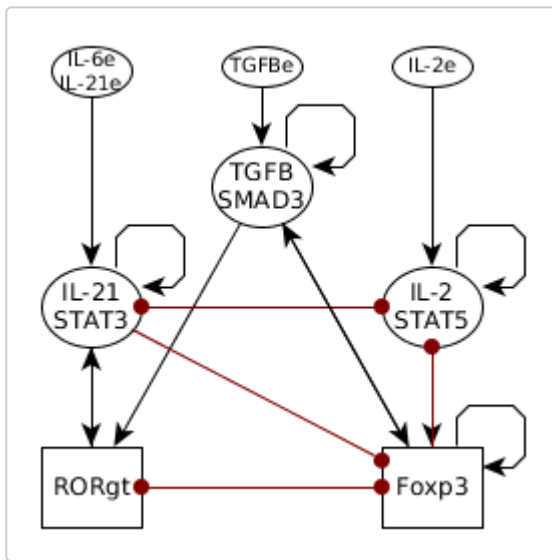 IL-6e
IL-21e
TGFBe
IL-2e
TGFB
SMAD3
IL-21
STAT3
IL-2
STAT5
RORgt
Foxp3